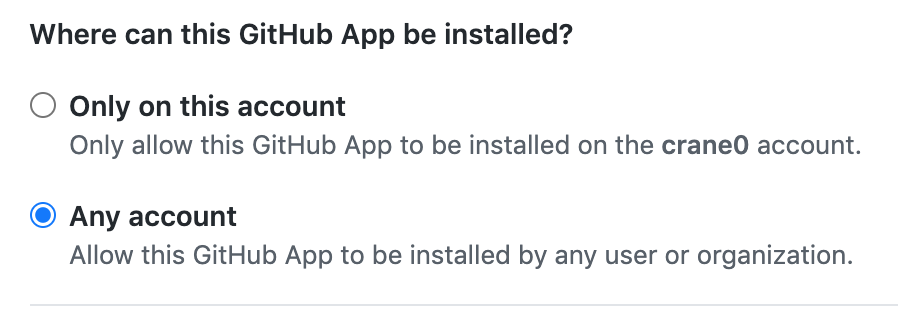 Where can this GitHub App be installed?
Only on this account
Only allow this GitHub App to be installed on the crane0 account.
Any account
Allow this GitHub App to be installed by any user or organization.